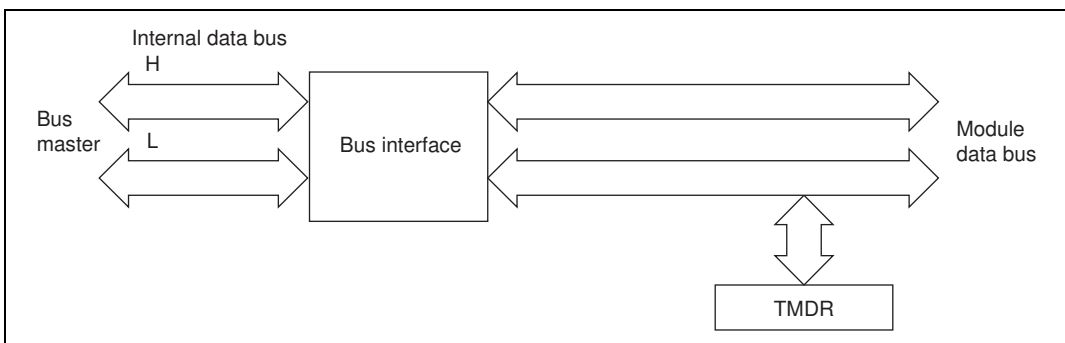 Internal data bus
H
Bus
master
L
Bus interface
Module
data bus
TMDR